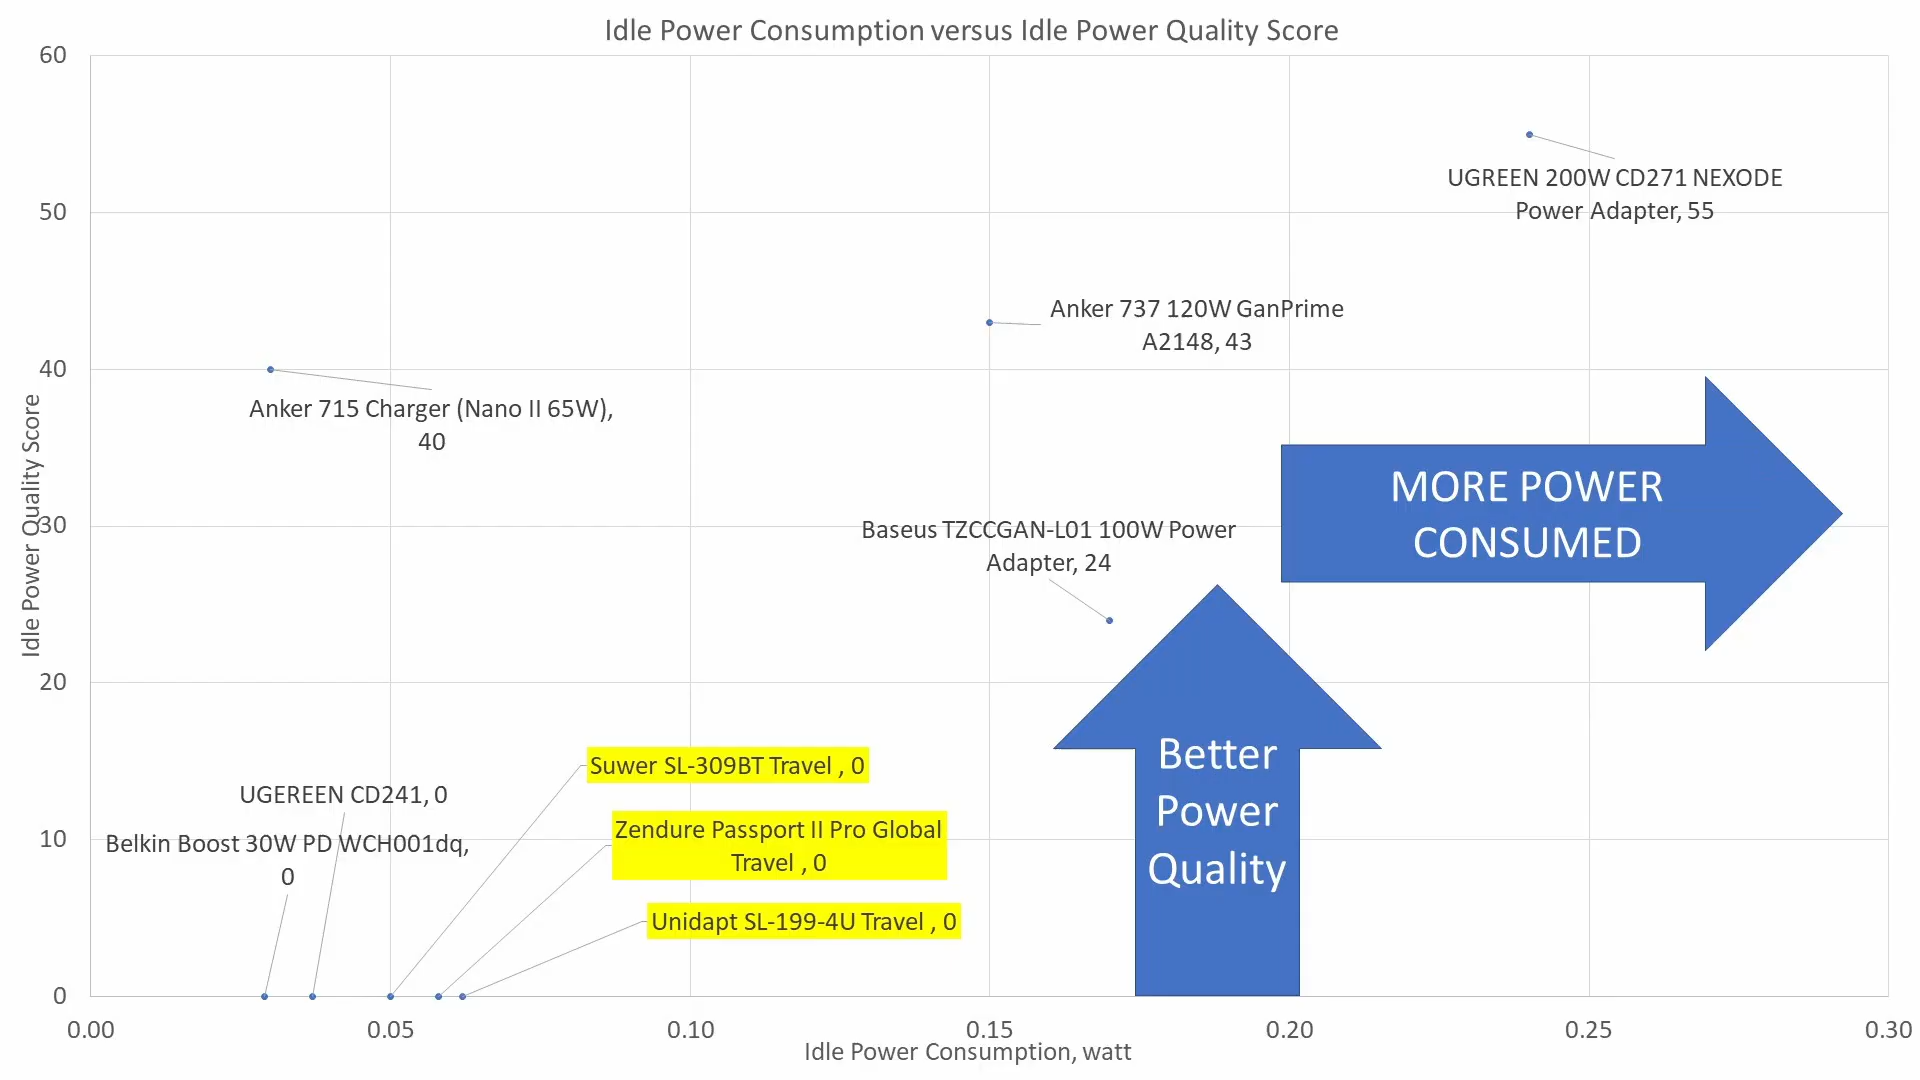 Idle Power Consumption versus Idle Power Quality Score
60
UGREEN 200W CD271 NEXODE
Power Adapter, 55
50
Anker 737 120W GanPrime
A2148, 43
40
Anker 715 Charger (Nano II 65W),
40
Idle Power Quality Score
MORE POWER
CONSUMED
30
Baseus TZCCGAN-L01 100W Power
Adapter, 24
20
Better
Power
Quality
Suwer SL-309BT Travel , 0
UGEREEN CD241, 0
Zendure Passport II Pro Global
Travel , 0
10
Belkin Boost 30W PD WCH001dq,
0
Unidapt SL-199-4U Travel , 0
0
0.00 0.05 0.10 0.15 0.20 0.25 0.30
Idle Power Consumption, watt